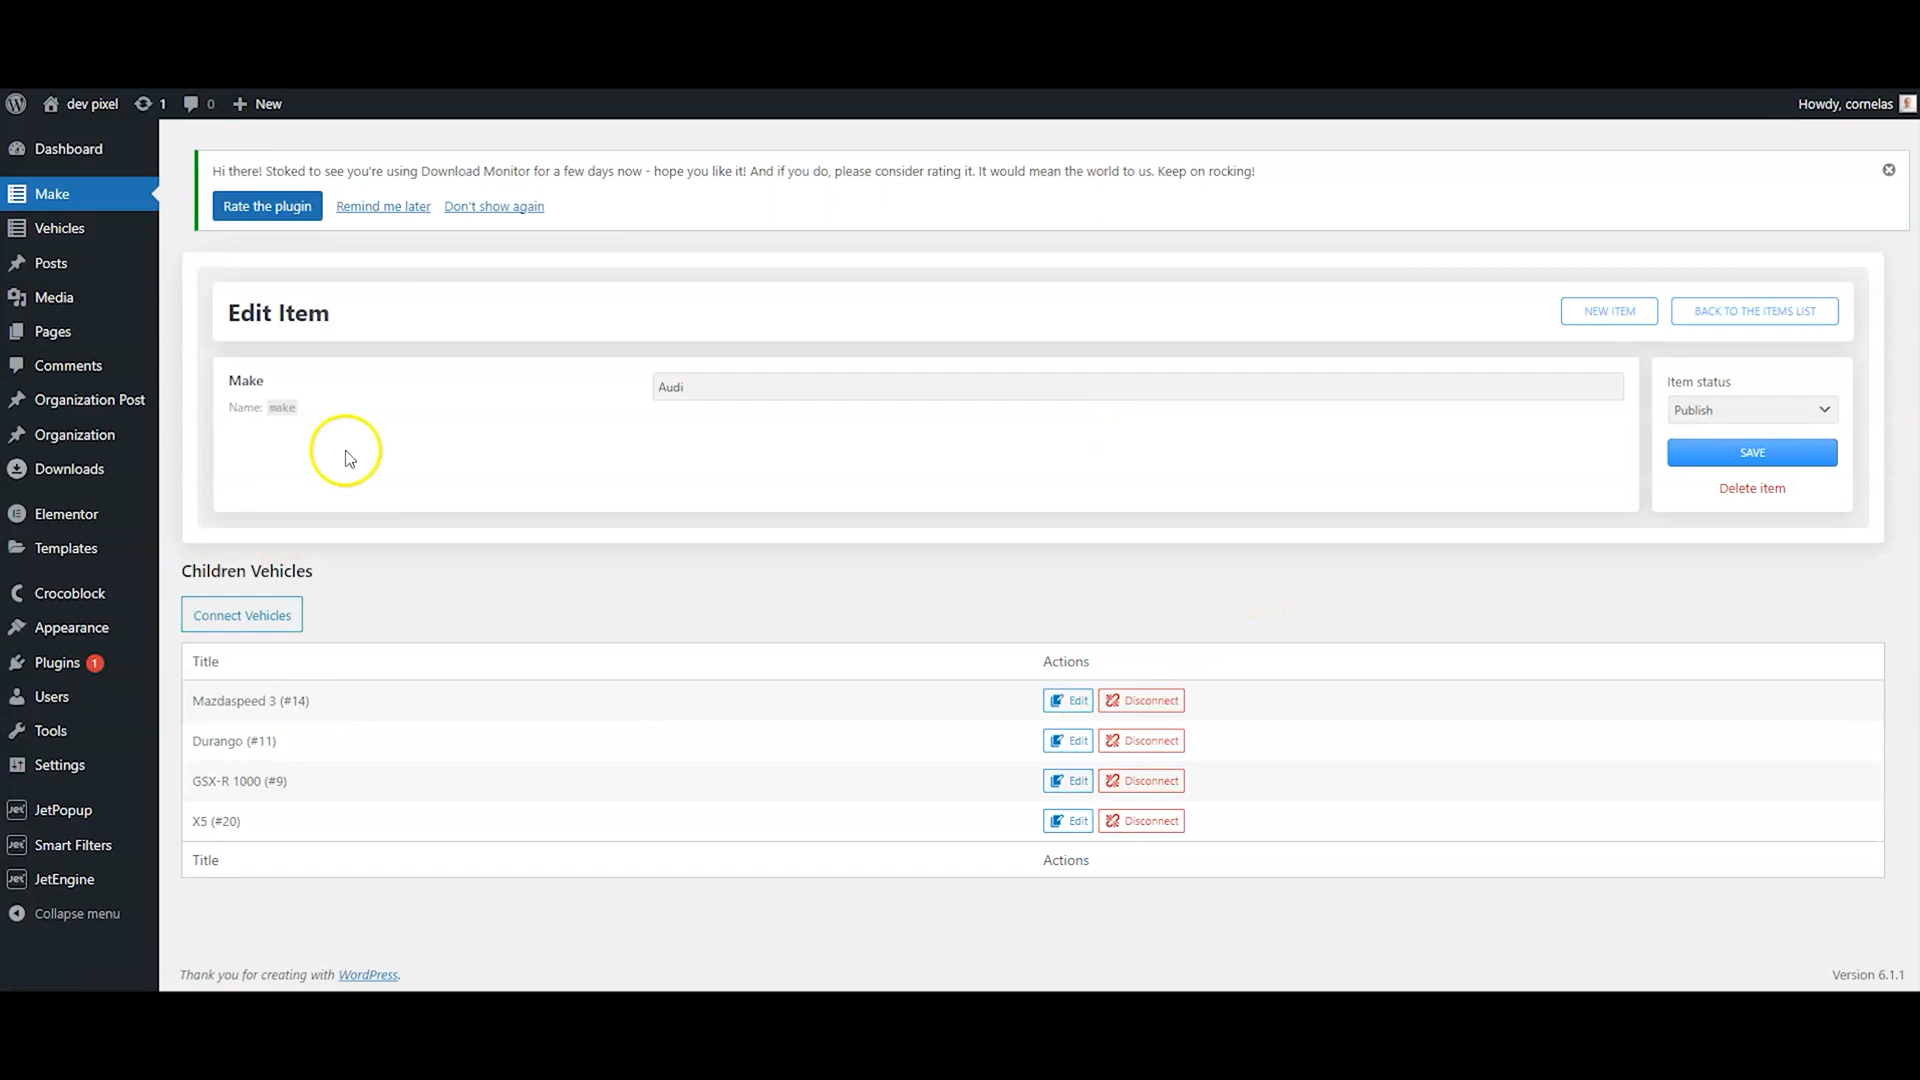 dev pixel 1 0 New Howdy, cornelas
Dashboard
Make
Vehicles
Posts
Media
Pages
Comments
Organization Post
Organization
Downloads
Elementor
Templates
Crocoblock
Appearance
Plugins 1
Users
Tools
Settings
JetPopup
Smart Filters
JetEngine
Collapse menu
Hi there! Stoked to see you're using Download Monitor for a few days now - hope you like it! And if you do, please consider rating it. It would mean the world to us. Keep on rocking!
Rate the plugin Remind me later Don't show again
Edit Item NEW ITEM BACK TO THE ITEMS LIST
Make Audi
Name: make
Item status
Publish
SAVE
Delete item
Children Vehicles
Connect Vehicles
Title Actions
Mazdaspeed 3 (#14) Edit Disconnect
Durango (#11) Edit Disconnect
GSX-R 1000 (#9) Edit Disconnect
X5 (#20) Edit Disconnect
Title Actions
Thank you for creating with WordPress. Version 6.1.1